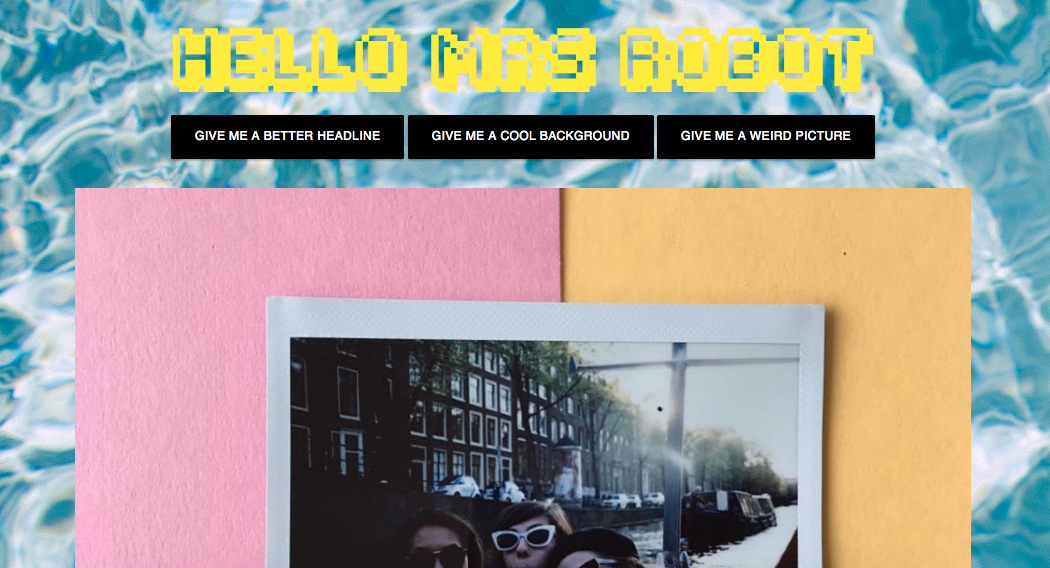 HELLO MRS ROBOT
GIVE ME A BETTER HEADLINE
GIVE ME A COOL BACKGROUND
GIVE ME A WEIRD PICTURE